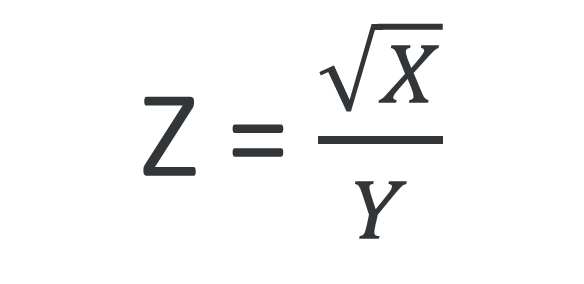 Z = √X / Y